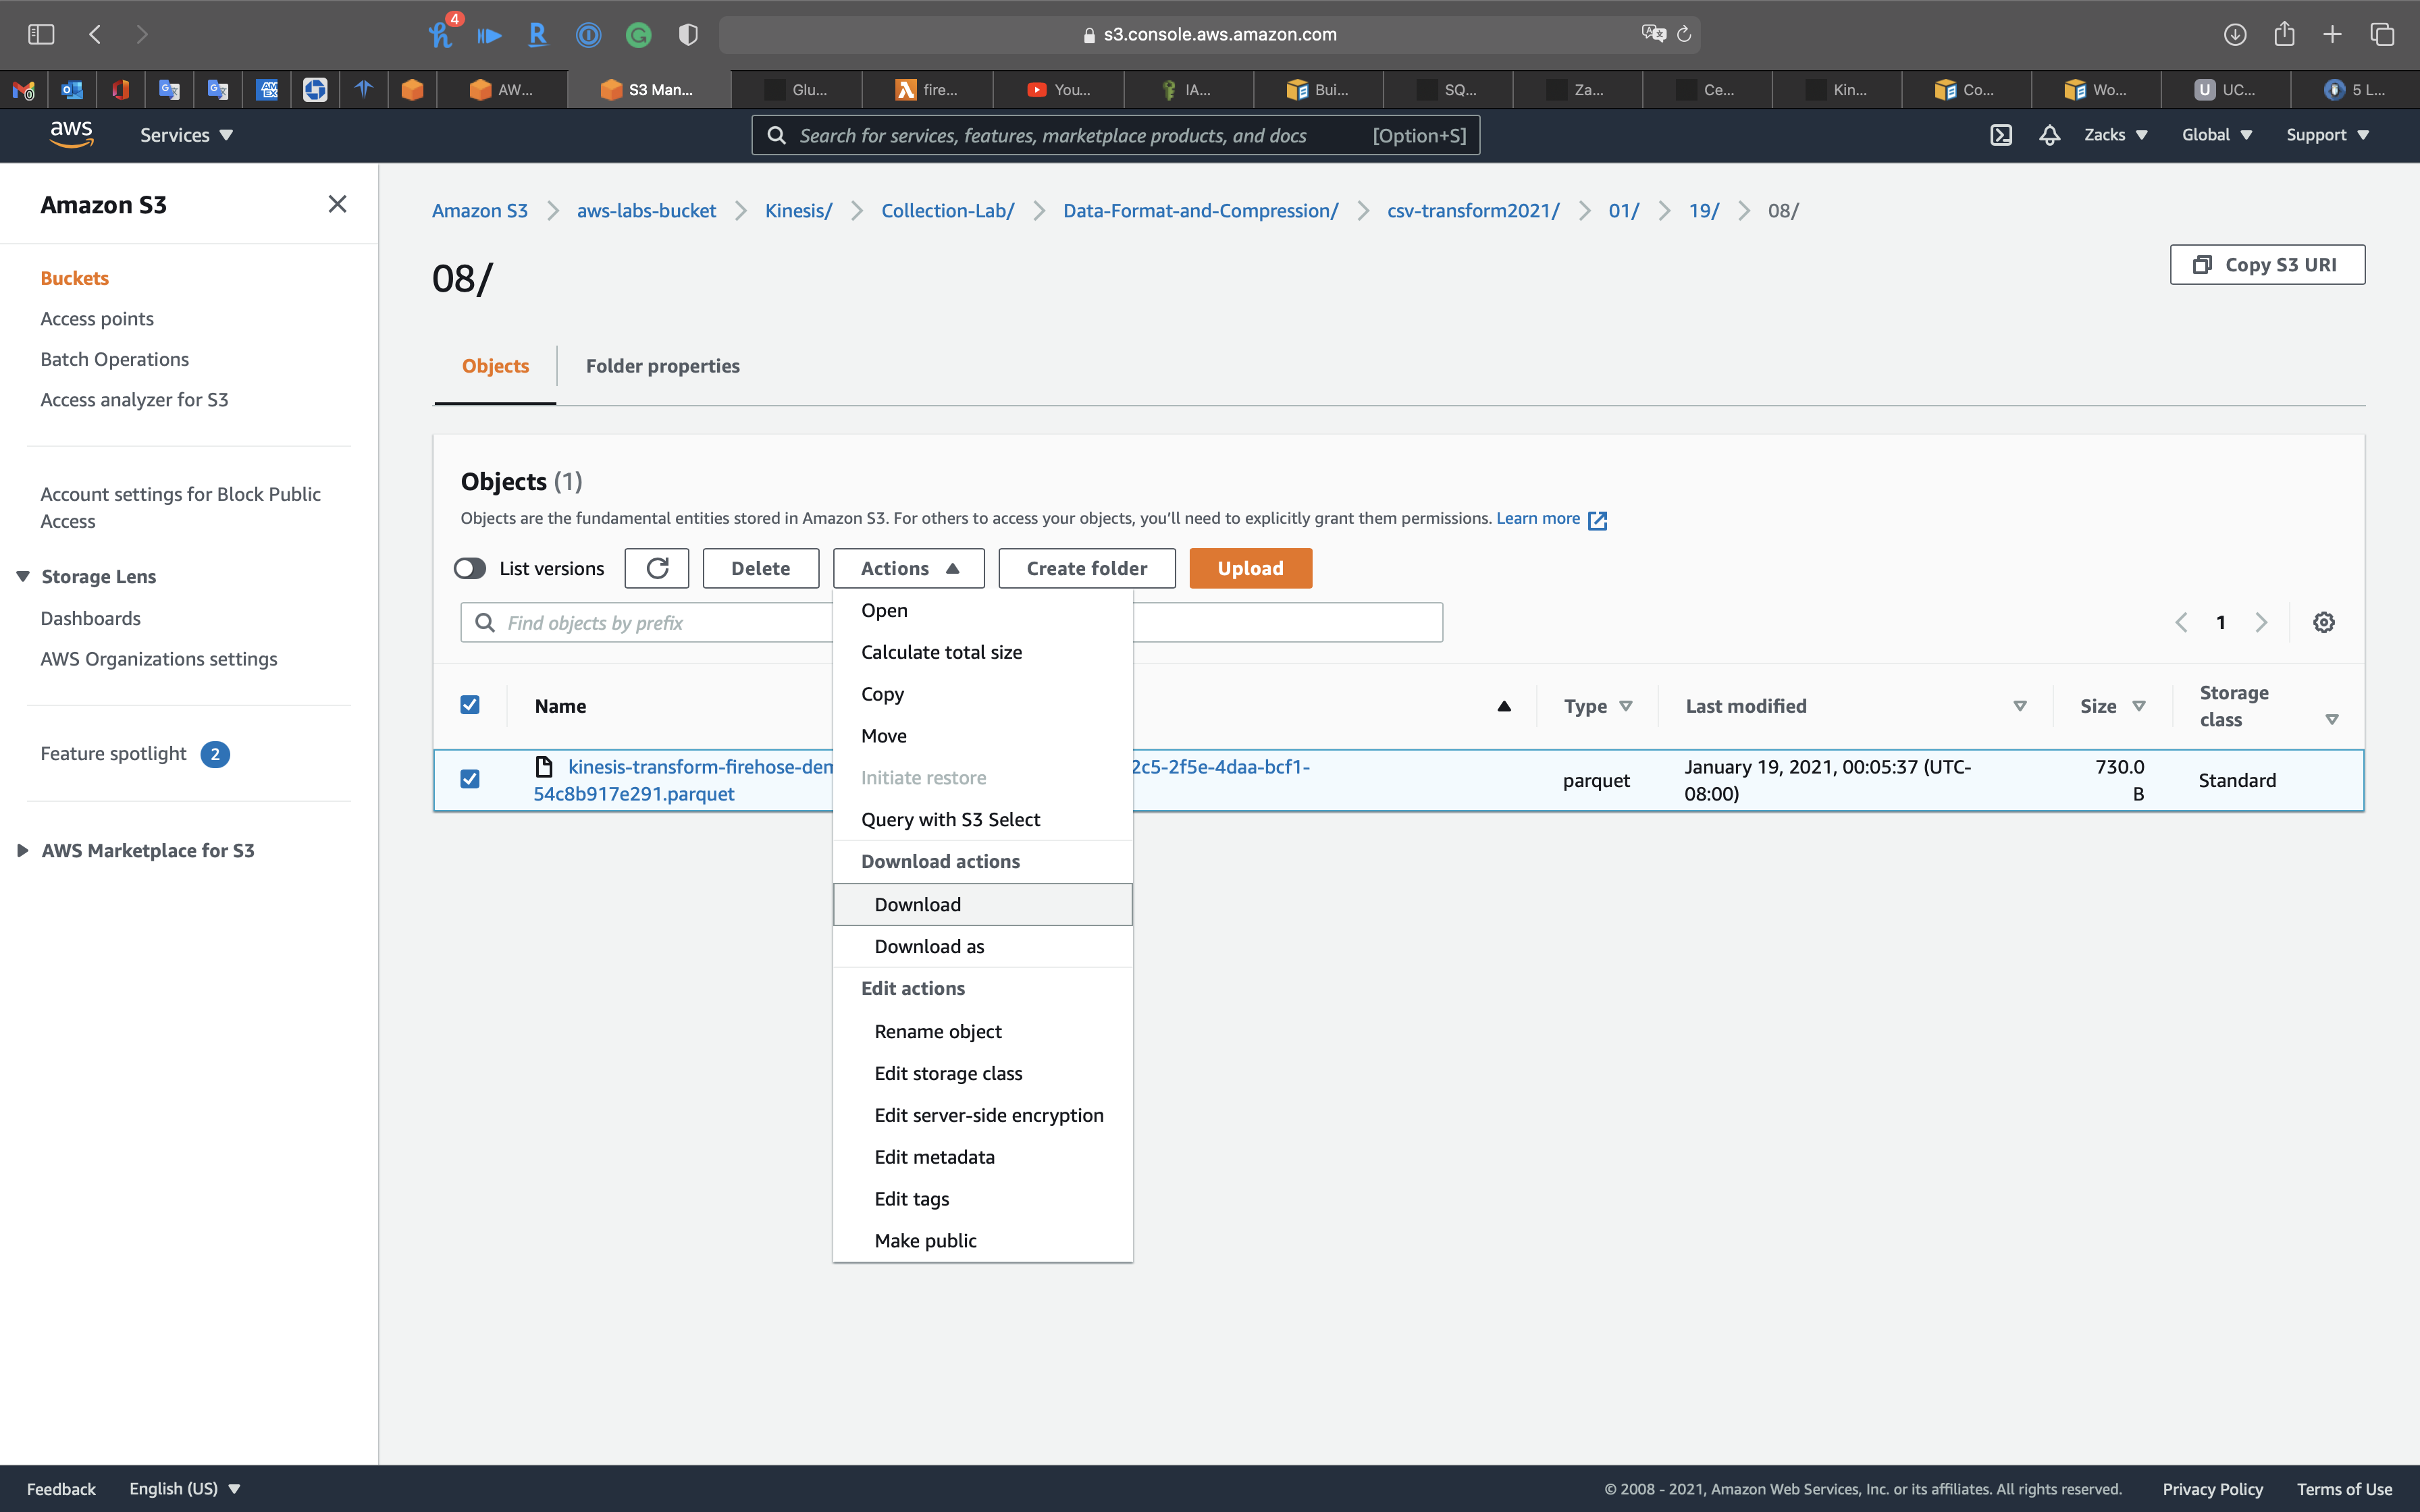 4
s3.console.aws.amazon.com
AW...
S3 Man...
Glu...
fire...
You...
IA...
Bui...
SQ...
Za...
Ce...
Kin...
Co...
Wo...
U UC...
5 L...
aws
Services
Search for services, features, marketplace products, and docs [Option+S]
Zacks
Global
Support
Amazon S3
Buckets
Access points
Batch Operations
Access analyzer for S3
Account settings for Block Public
Access
Storage Lens
Dashboards
AWS Organizations settings
Feature spotlight 2
AWS Marketplace for S3
Amazon S3 aws-labs-bucket Kinesis/ Collection-Lab/ Data-Format-and-Compression/ csv-transform2021/ 01/ 19/ 08/
08/
Copy S3 URI
Objects
Folder properties
Objects (1)
Objects are the fundamental entities stored in Amazon S3. For others to access your objects, you’ll need to explicitly grant them permissions. Learn more
List versions
Delete
Actions
Create folder
Upload
Find objects by prefix
1
Open
Calculate total size
Copy
Move
Initiate restore
Query with S3 Select
Download actions
Download
Download as
Edit actions
Rename object
Edit storage class
Edit server-side encryption
Edit metadata
Edit tags
Make public
Name
Type
Last modified
Size
Storage
class
kinesis-transform-firehose-den 2c5-2f5e-4daa-bcf1-
54c8b917e291.parquet
parquet
January 19, 2021, 00:05:37 (UTC-
08:00)
730.0
B
Standard
Feedback
English (US)
© 2008 - 2021, Amazon Web Services, Inc. or its affiliates. All rights reserved.
Privacy Policy
Terms of Use